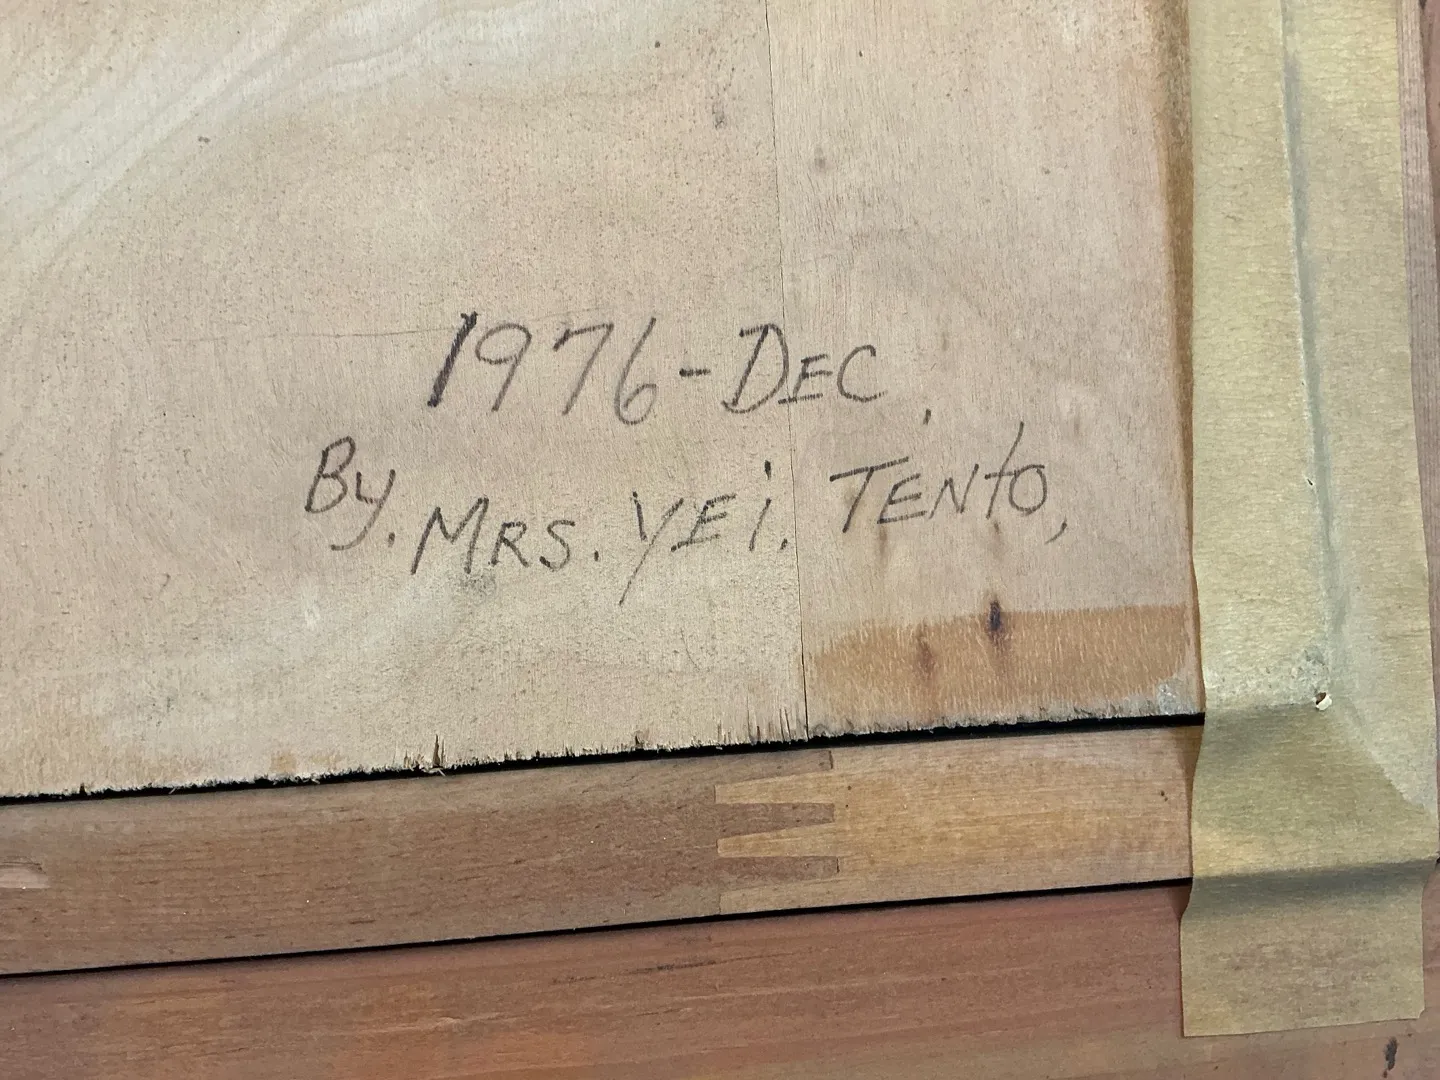 1976-DEC.
By. MRS. YEi. TENtO,